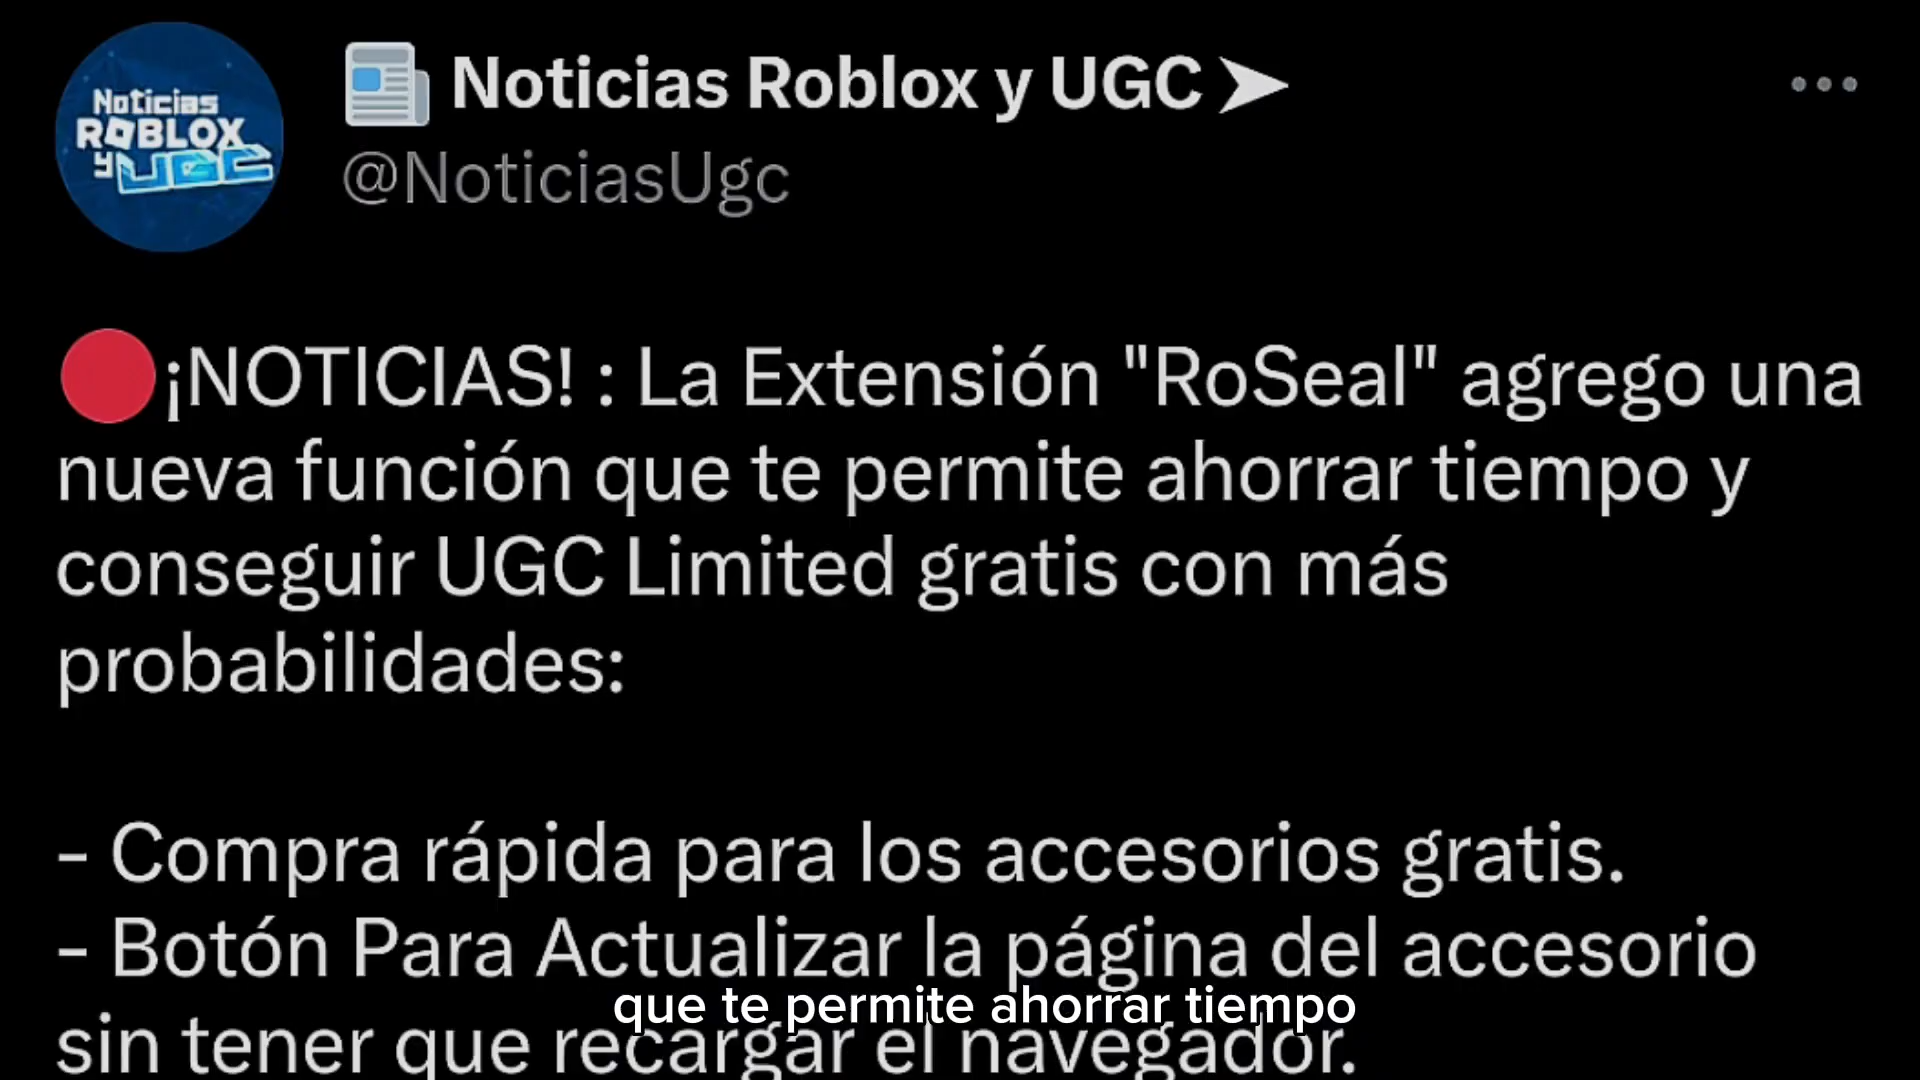 Noticias
ROBLOX
y UGC
Noticias Roblox y UGC
@NoticiasUgc
¡NOTICIAS! : La Extensión "RoSeal" agrego una
nueva función que te permite ahorrar tiempo y
conseguir UGC Limited gratis con más
probabilidades:
- Compra rápida para los accesorios gratis.
- Botón Para Actualizar la página del accesorio
que te permite ahorrar tiempo
sin tener que recargar el navegador.